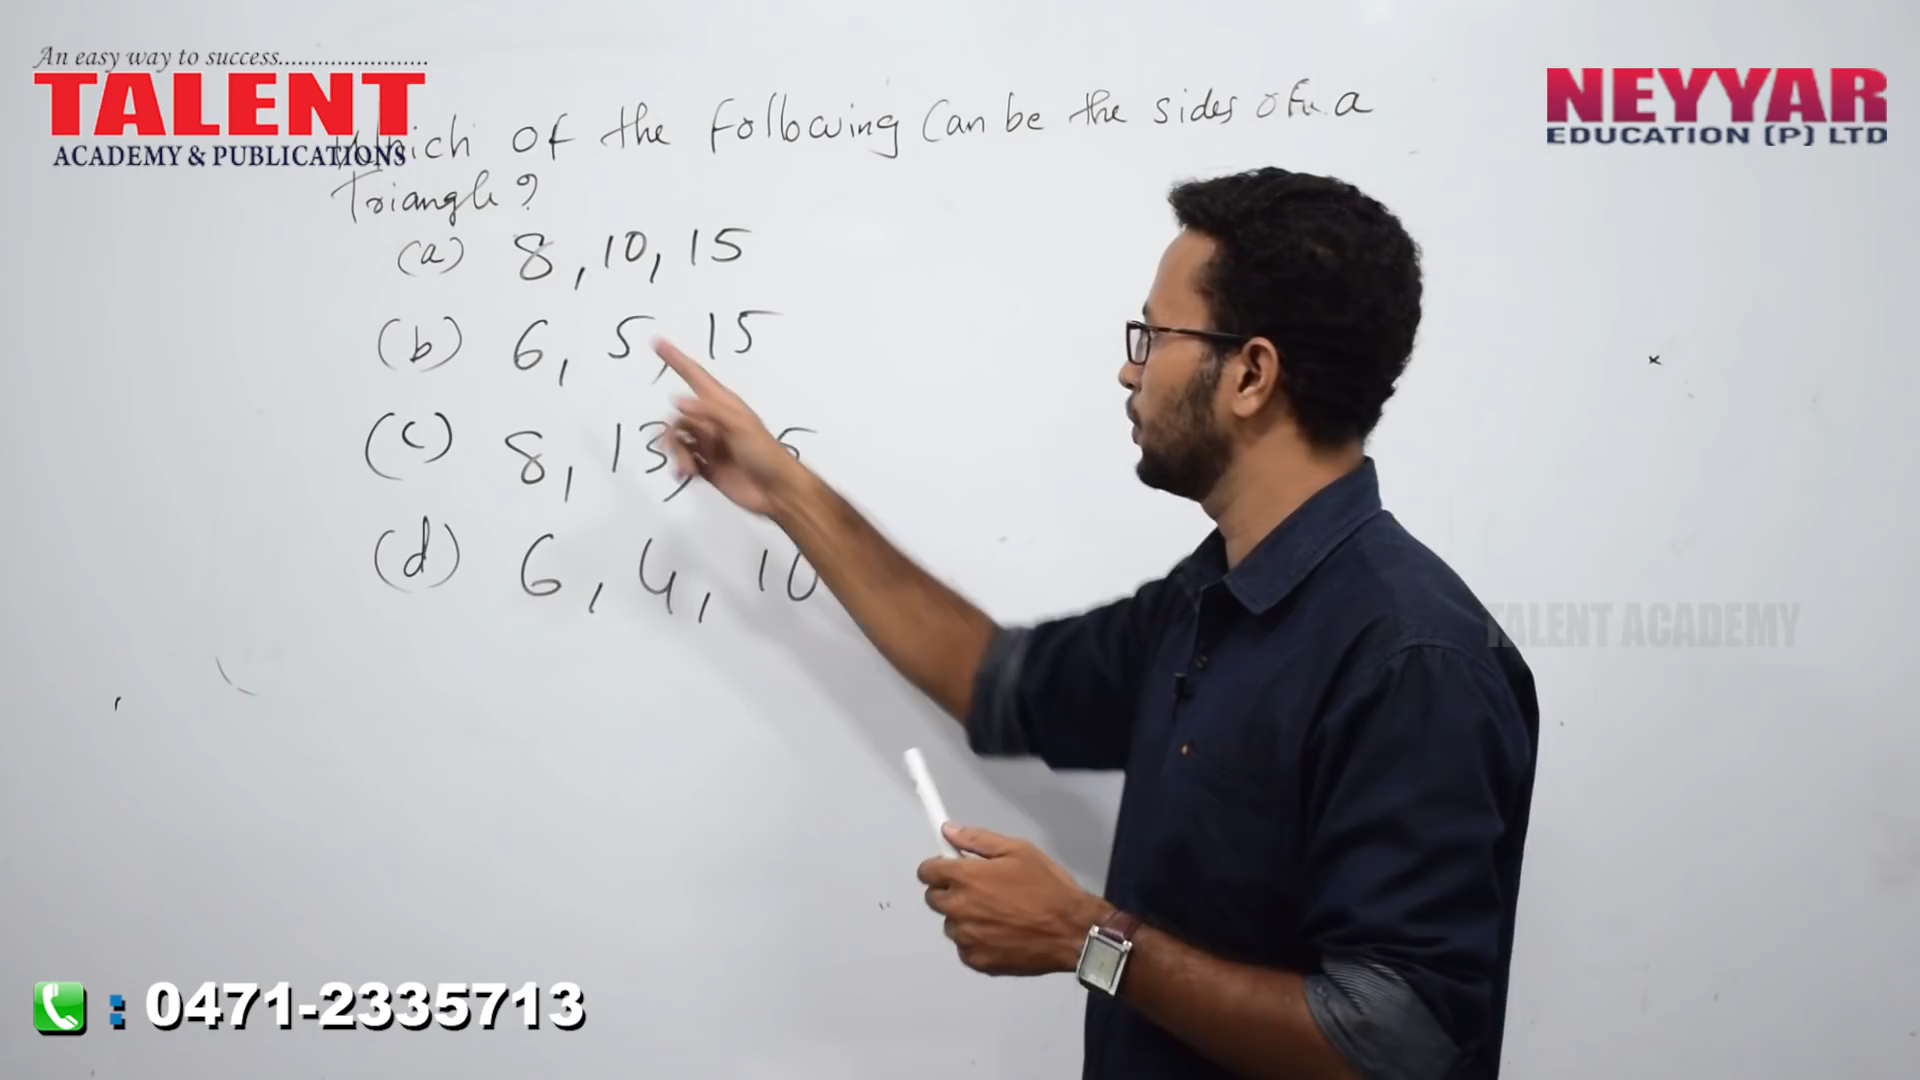 An easy way to success.......................
TALENT
ACADEMY & PUBLICATIONS
NEYYAR
EDUCATION (P) LTD
Which of the following can be the sides of a
Triangle?
(a) 8, 10, 15
(b) 6, 5, 15
(c) 8, 13, 5
(d) 6, 4, 10
TALENT ACADEMY
: 0471-2335713